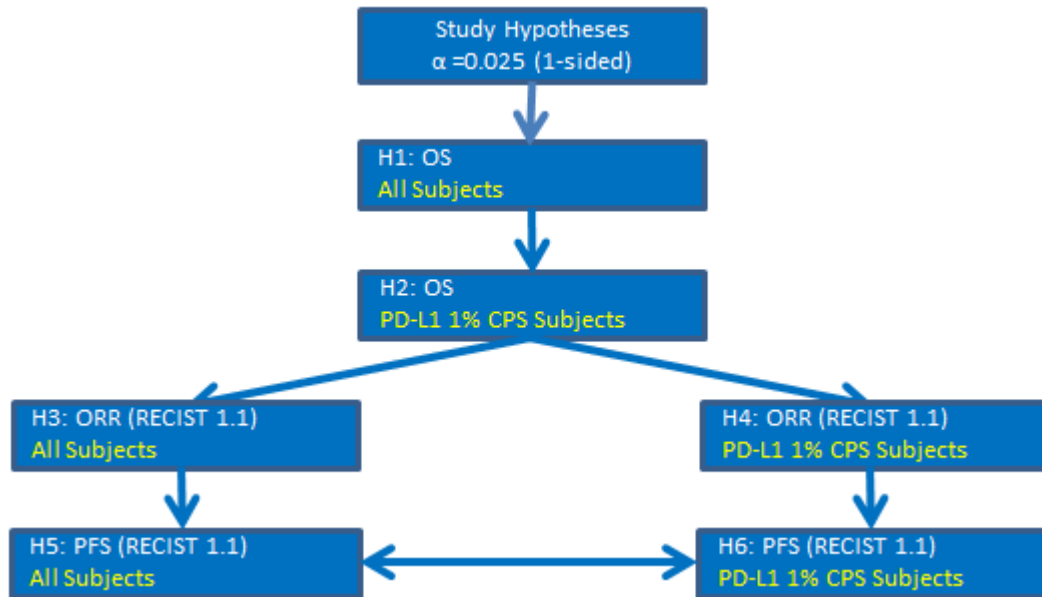 Study Hypotheses
α =0.025 (1-sided)
H1: OS
All Subjects
H2: OS
PD-L1 1% CPS Subjects
H3: ORR (RECIST 1.1)
All Subjects
H4: ORR (RECIST 1.1)
PD-L1 1% CPS Subjects
H5: PFS (RECIST 1.1)
All Subjects
H6: PFS (RECIST 1.1)
PD-L1 1% CPS Subjects